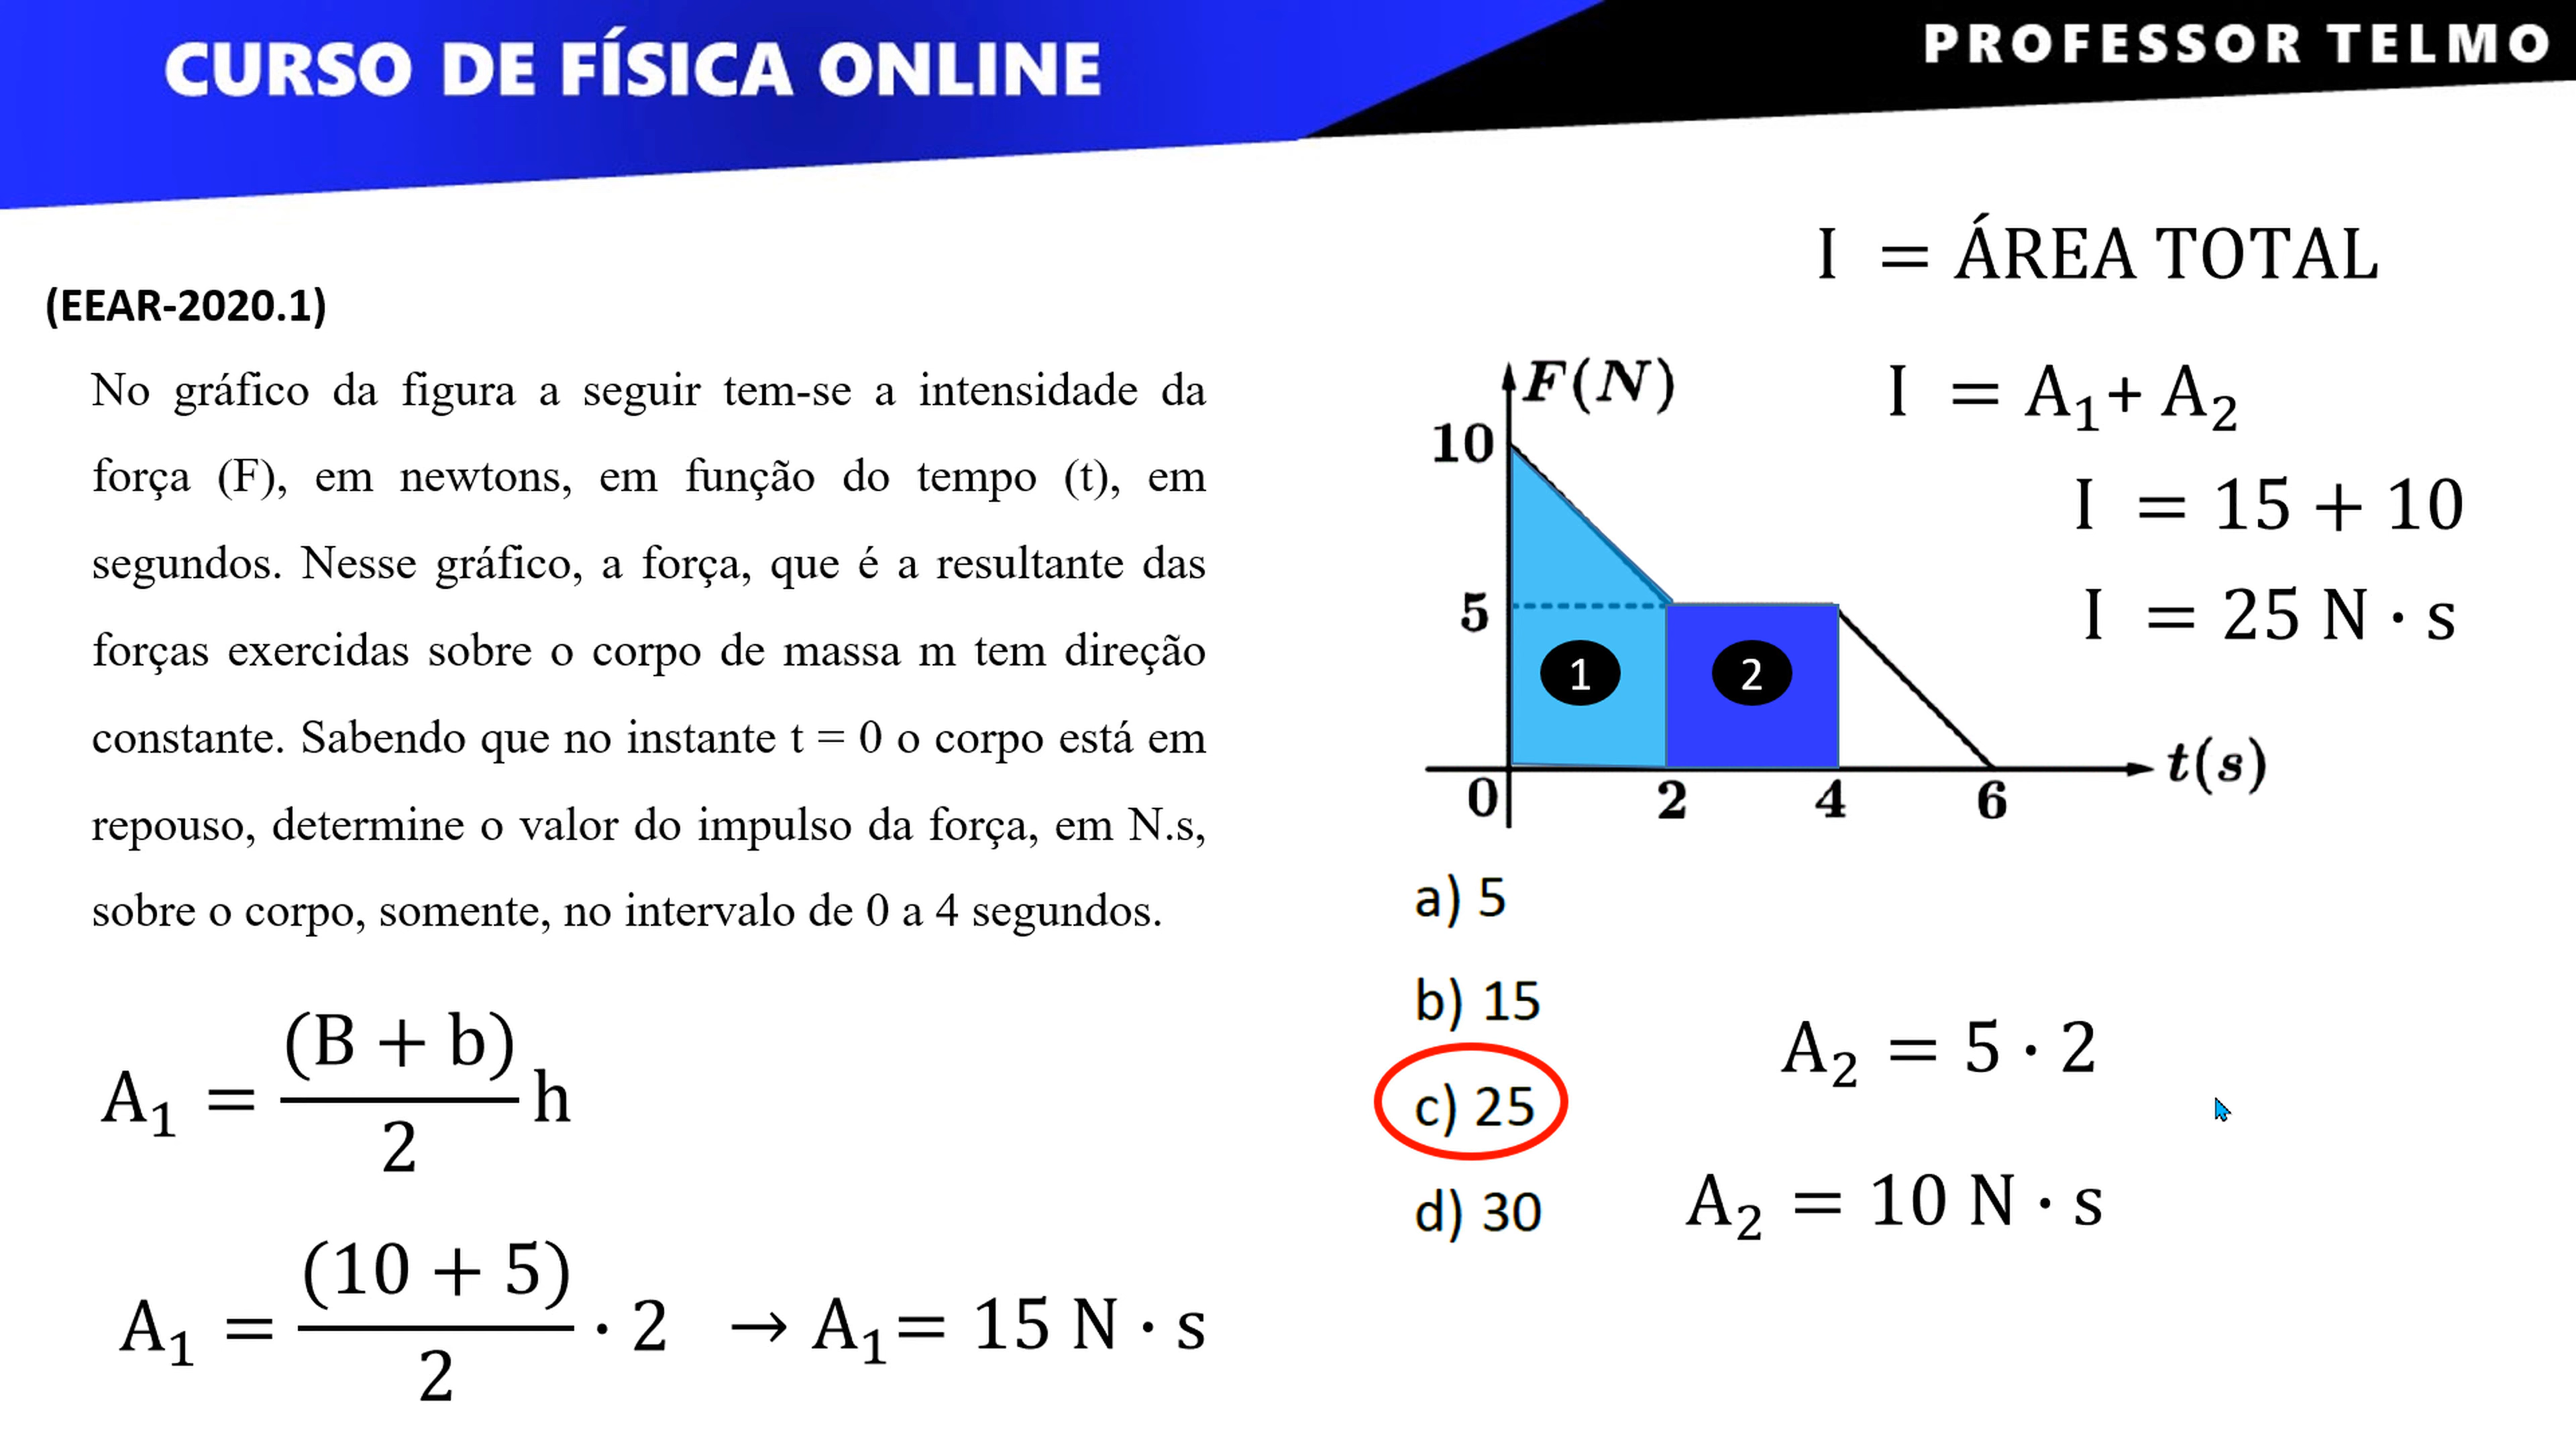 CURSO DE FÍSICA ONLINE
PROFESSOR TELMO
(EEAR-2020.1)
No gráfico da figura a seguir tem-se a intensidade da
força (F), em newtons, em função do tempo (t), em
segundos. Nesse gráfico, a força, que é a resultante das
forças exercidas sobre o corpo de massa m tem direção
constante. Sabendo que no instante t = 0 o corpo está em
repouso, determine o valor do impulso da força, em N.s,
sobre o corpo, somente, no intervalo de 0 a 4 segundos.
A₁ = (B + b)/2 h
A₁ = (10 + 5)/2 · 2 → A₁= 15 N · s
I = ÁREA TOTAL
I = A₁+ A₂
I = 15 + 10
I = 25 N · s
F(N)
10
5
1
2
0
2
4
6
t(s)
a) 5
b) 15
c) 25
d) 30
A₂ = 5 · 2
A₂ = 10 N · s